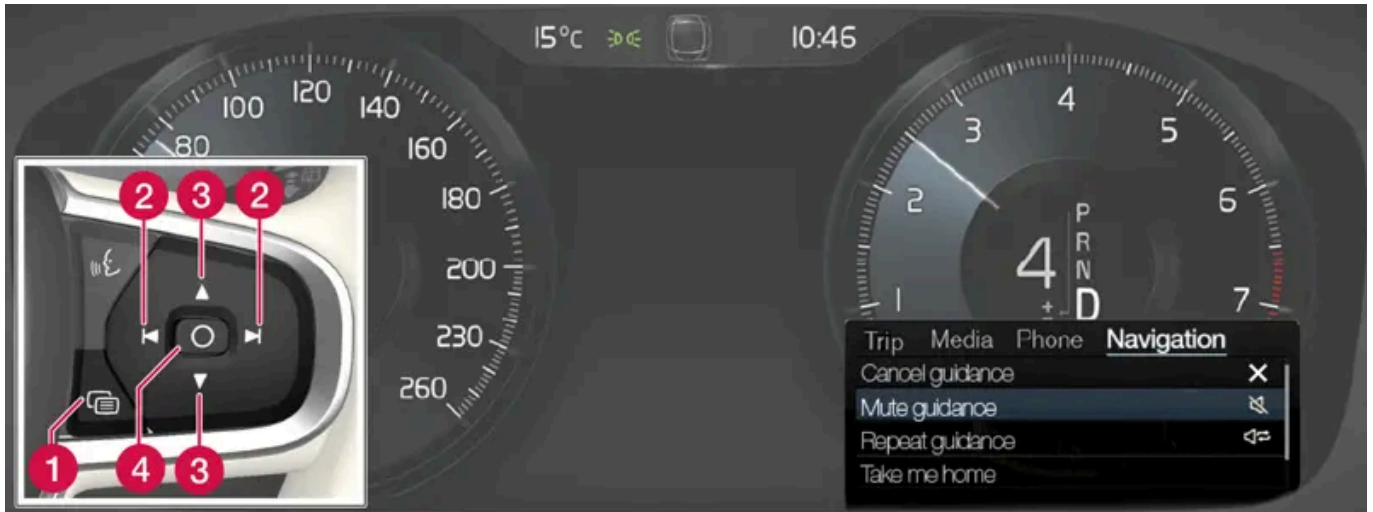 15°C 10:46
80
100
120
140
160
180
200
230
260
1
2
3
4
5
6
7
4
P
R
N
D
+
-
Trip Media Phone Navigation
Cancel guidance
Mute guidance
Repeat guidance
Take me home
2 3 2
1 4 3